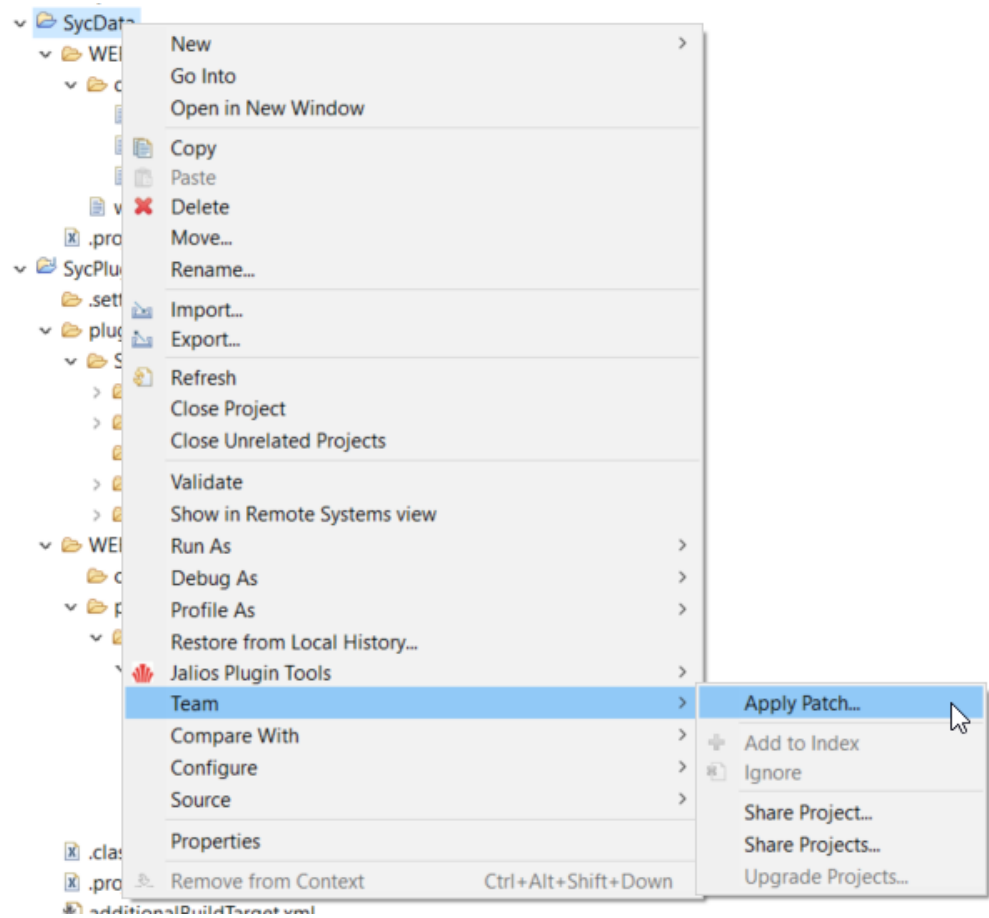 SycData
New
Go Into
Open in New Window
Copy
Paste
Delete
Move...
Rename...
.pro
SycPlu
Import...
Export...
.sett
plug
Refresh
Close Project
Close Unrelated Projects
Validate
Show in Remote Systems view
Run As
Debug As
Profile As
Restore from Local History...
Jalios Plugin Tools
Team
Compare With
Configure
Source
Properties
Remove from Context Ctrl+Alt+Shift+Down
Apply Patch...
Add to Index
Ignore
Share Project...
Share Projects...
Upgrade Projects...
.clas
.pro
additionalBuildTarget.xml